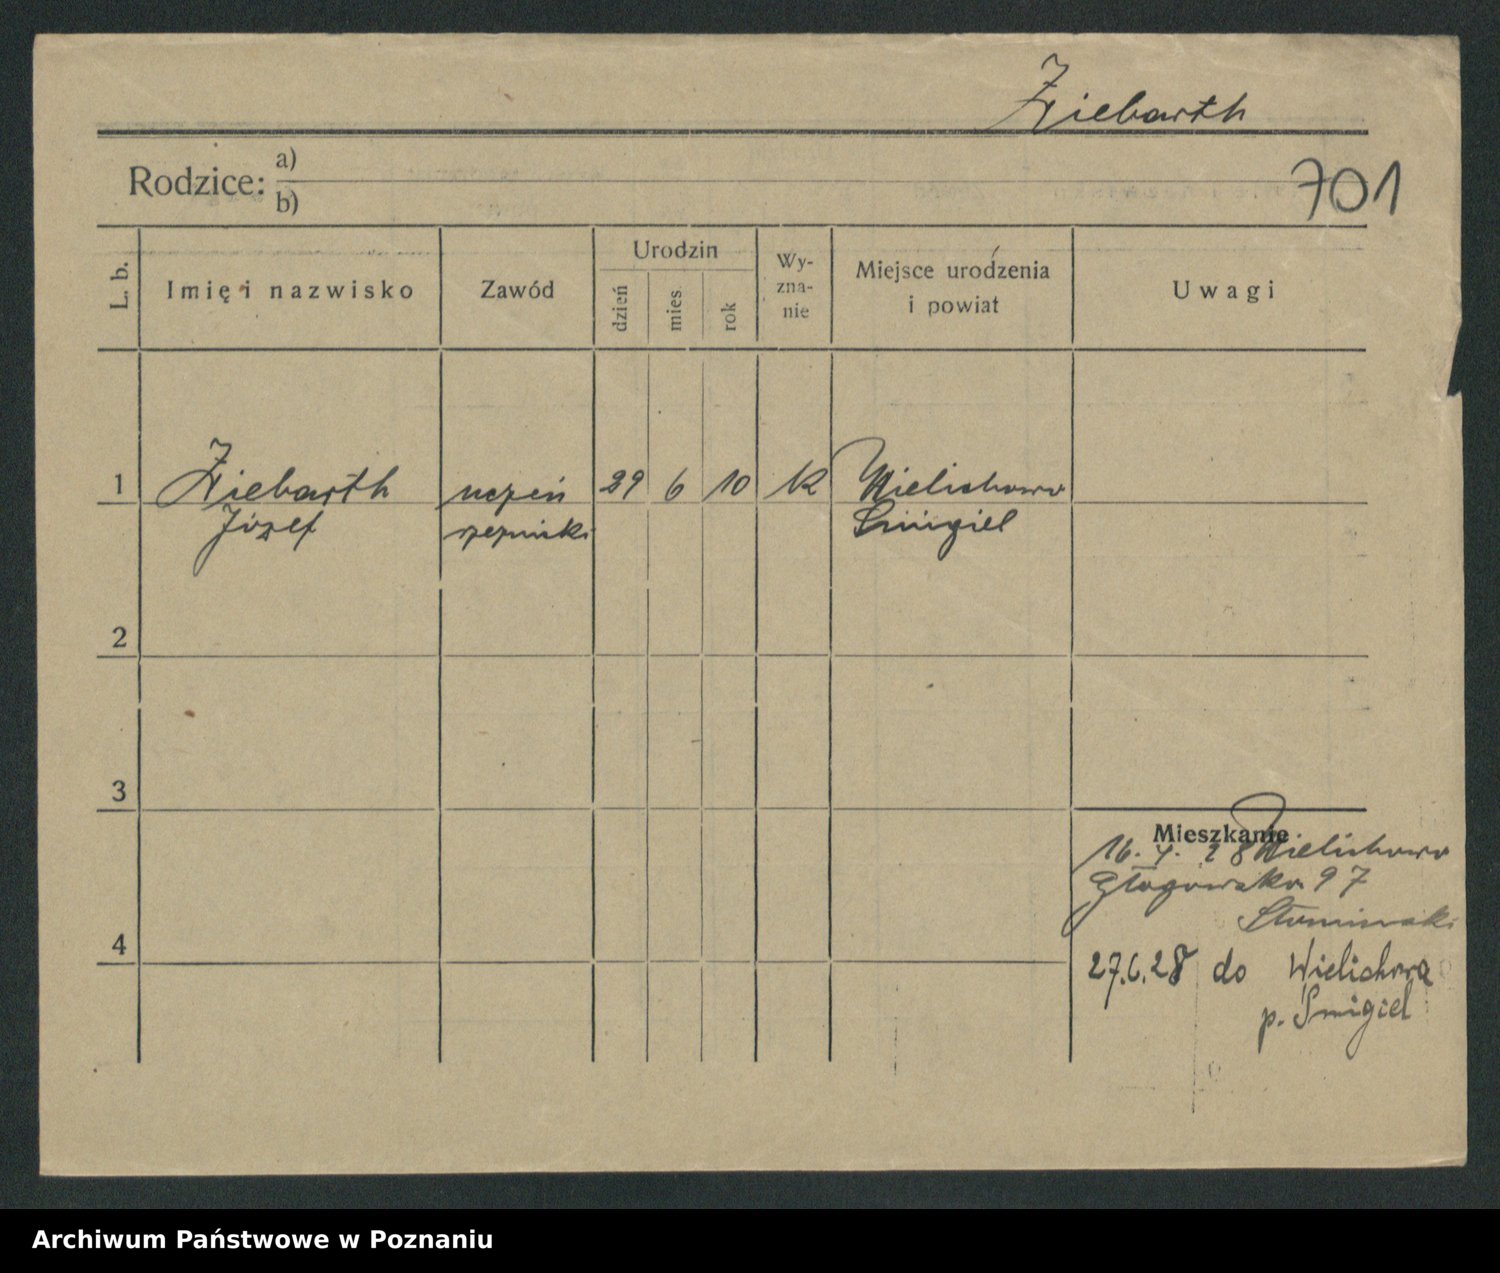 Ziebarth
Rodzice: a)
b)
701
L. b.
Imię i nazwisko
Zawód
Urodzin
dzień
mies.
rok
Wy-
zna-
nie
Miejsce urodzenia
i powiat
Uwagi
1 Ziebarth uczeń 29 6 10 K Wielichowo
Józef rzeźnicki Śmigiel
2
3
Mieszkanie
16. 4. 28 Wielichowo
Głogowska 97
Słomiński
4
27.6.28 do Wielichowa
p. Śmigiel
Archiwum Państwowe w Poznaniu